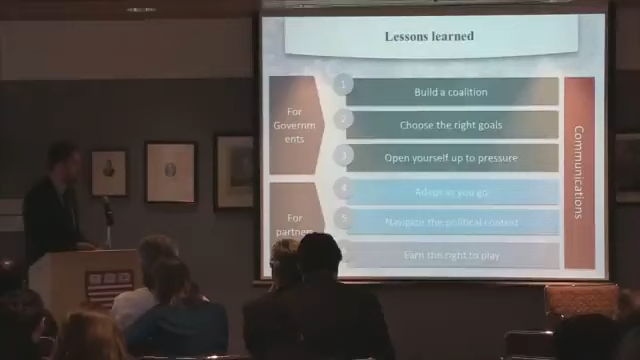 Lessons learned
For
Governm
ents
1
Build a coalition
2
Choose the right goals
3
Open yourself up to pressure
For
partners
4
Adapt as you go
5
Navigate the political context
Earn the right to play
Communications